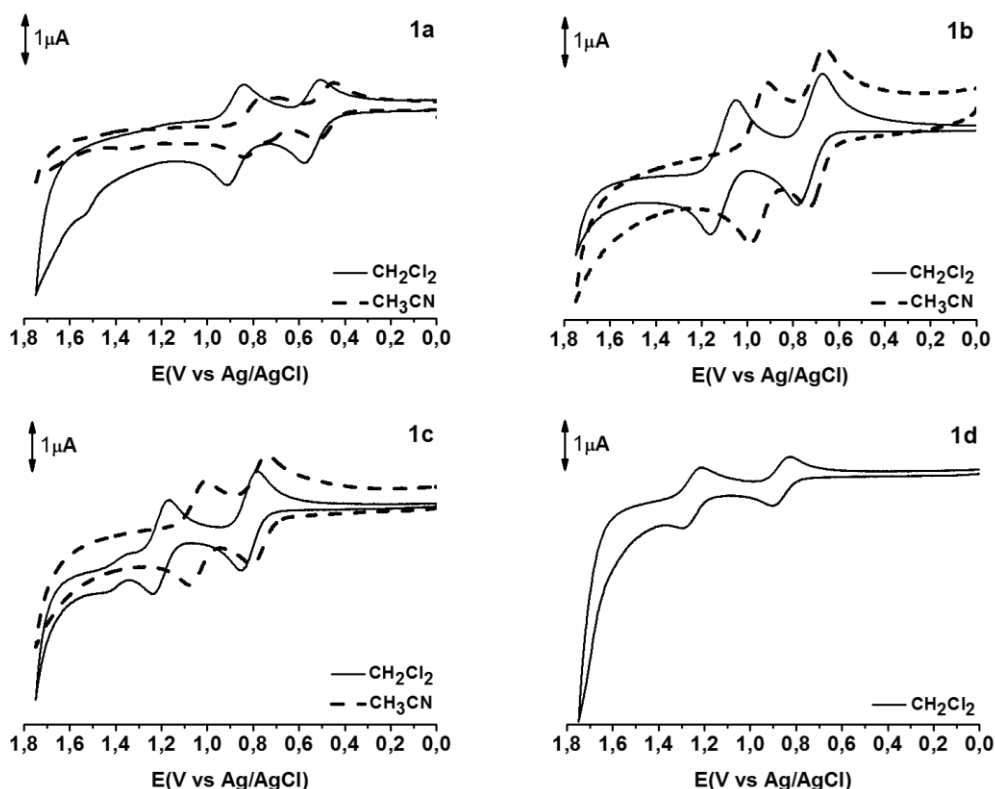 1a
1μA
CH2Cl2
CH3CN
1,8 1,6 1,4 1,2 1,0 0,8 0,6 0,4 0,2 0,0
E(V vs Ag/AgCl)
1b
1μA
CH2Cl2
CH3CN
1,8 1,6 1,4 1,2 1,0 0,8 0,6 0,4 0,2 0,0
E(V vs Ag/AgCl)
1c
1μA
CH2Cl2
CH3CN
1,8 1,6 1,4 1,2 1,0 0,8 0,6 0,4 0,2 0,0
E(V vs Ag/AgCl)
1d
1μA
CH2Cl2
1,8 1,6 1,4 1,2 1,0 0,8 0,6 0,4 0,2 0,0
E(V vs Ag/AgCl)